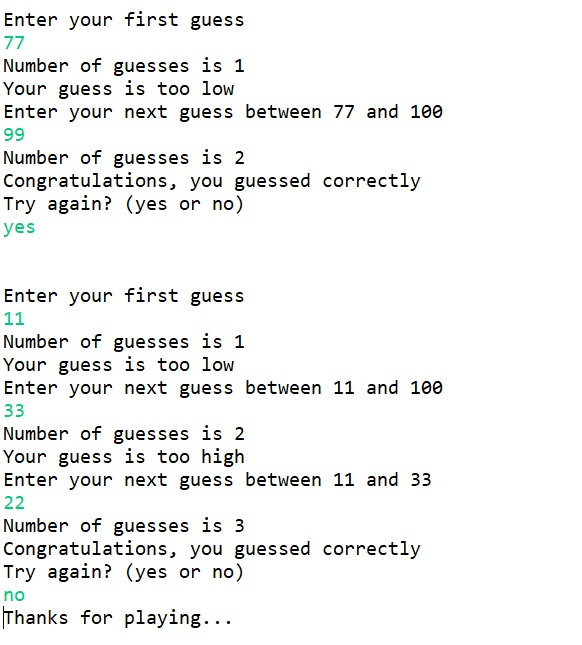 Enter your first guess
77
Number of guesses is 1
Your guess is too low
Enter your next guess between 77 and 100
99
Number of guesses is 2
Congratulations, you guessed correctly
Try again? (yes or no)
yes
Enter your first guess
11
Number of guesses is 1
Your guess is too low
Enter your next guess between 11 and 100
33
Number of guesses is 2
Your guess is too high
Enter your next guess between 11 and 33
22
Number of guesses is 3
Congratulations, you guessed correctly
Try again? (yes or no)
no
Thanks for playing...